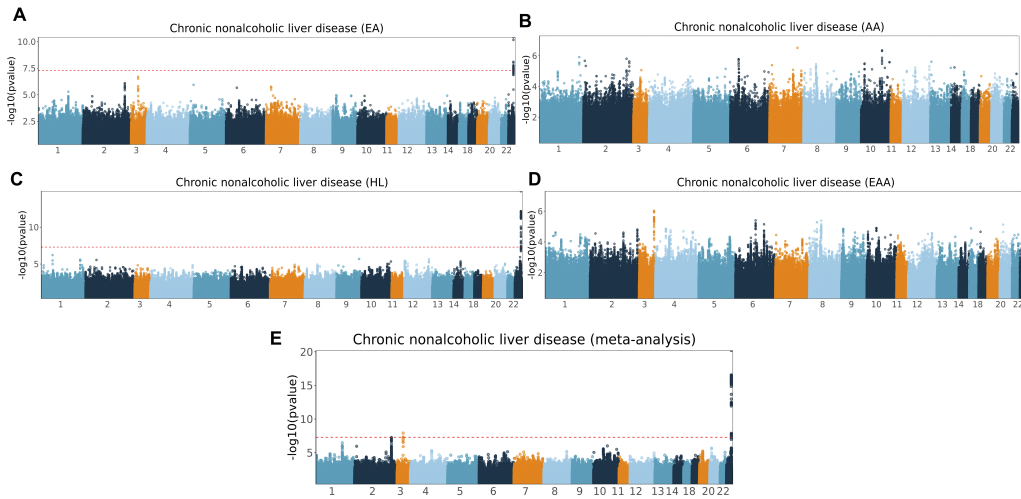 A
Chronic nonalcoholic liver disease (EA)
-log10(pvalue)
10.0
7.5
5.0
2.5
1 2 3 4 5 6 7 8 9 10 11 12 13 14 18 20 22
B
Chronic nonalcoholic liver disease (AA)
-log10(pvalue)
6
4
2
1 2 3 4 5 6 7 8 9 10 11 12 13 14 18 20 22
C
Chronic nonalcoholic liver disease (HL)
-log10(pvalue)
10
5
1 2 3 4 5 6 7 8 9 10 11 12 13 14 18 20 22
D
Chronic nonalcoholic liver disease (EAA)
-log10(pvalue)
6
4
2
1 2 3 4 5 6 7 8 9 10 11 12 13 14 18 20 22
E
Chronic nonalcoholic liver disease (meta-analysis)
-log10(pvalue)
20
15
10
5
1 2 3 4 5 6 7 8 9 10 11 12 13 14 18 20 22